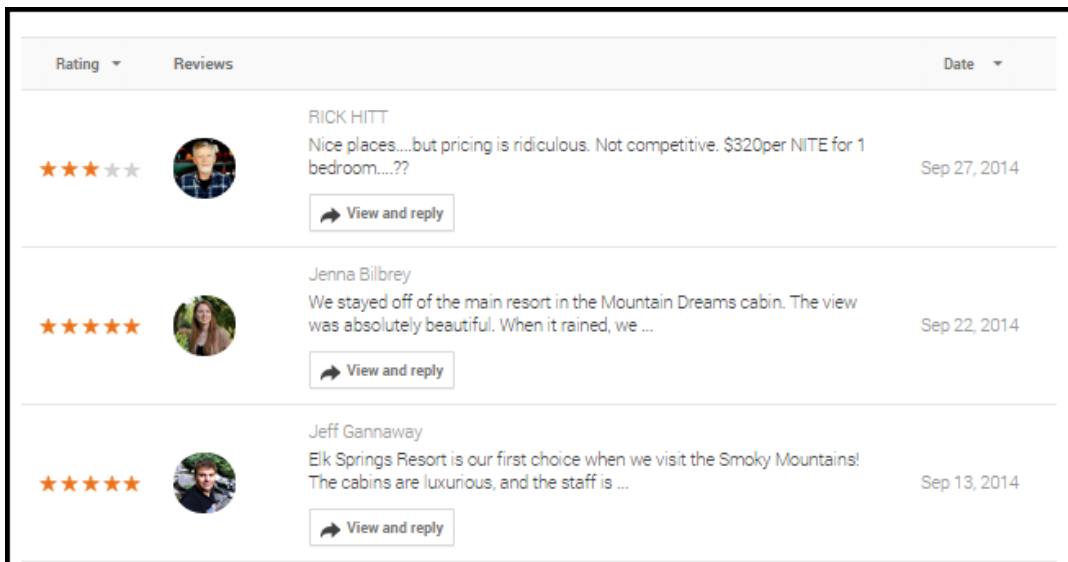 Rating Reviews Date
RICK HITT
Nice places....but pricing is ridiculous. Not competitive. $320per NITE for 1
bedroom....??
Sep 27, 2014
View and reply
Jenna Bilbrey
We stayed off of the main resort in the Mountain Dreams cabin. The view
was absolutely beautiful. When it rained, we ...
Sep 22, 2014
View and reply
Jeff Gannaway
Elk Springs Resort is our first choice when we visit the Smoky Mountains!
The cabins are luxurious, and the staff is ...
Sep 13, 2014
View and reply